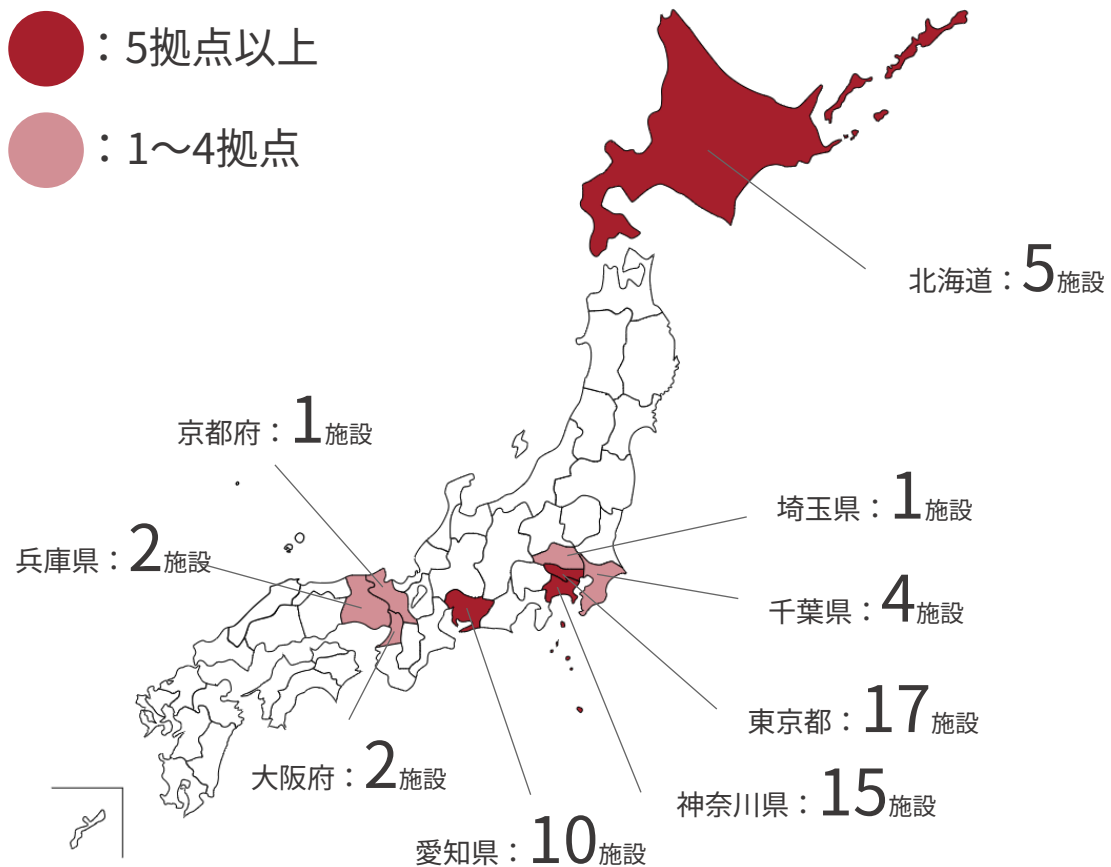 ：5拠点以上
：1～4拠点
北海道：5施設
京都府：1施設
埼玉県：1施設
兵庫県：2施設
千葉県：4施設
東京都：17施設
大阪府：2施設
神奈川県：15施設
愛知県：10施設